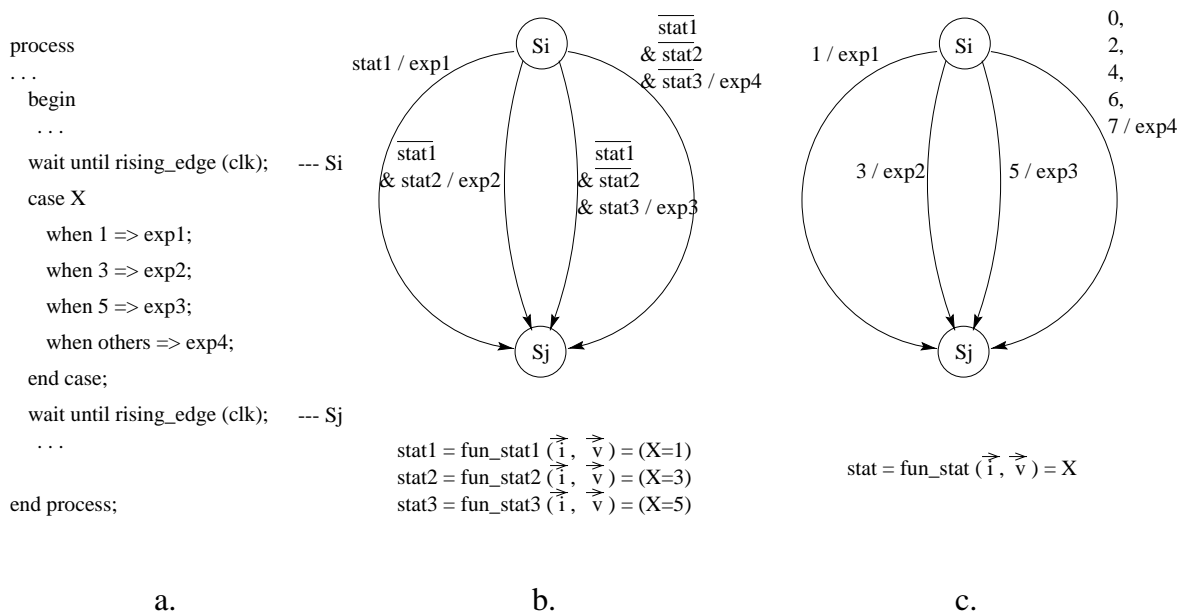 process
. . .
begin
. . .
wait until rising_edge (clk); --- Si
case X
when 1 => exp1;
when 3 => exp2;
when 5 => exp3;
when others => exp4;
end case;
wait until rising_edge (clk); --- Sj
. . .
end process;
a.
Si
stat1 / exp1
stat1
& stat2
& stat3 / exp4
stat1
& stat2 / exp2
stat1
& stat2
& stat3 / exp3
Sj
stat1 = fun_stat1 ( i , v ) = (X=1)
stat2 = fun_stat2 ( i , v ) = (X=3)
stat3 = fun_stat3 ( i , v ) = (X=5)
b.
Si
1 / exp1
0,
2,
4,
6,
7 / exp4
3 / exp2
5 / exp3
Sj
stat = fun_stat ( i , v ) = X
c.